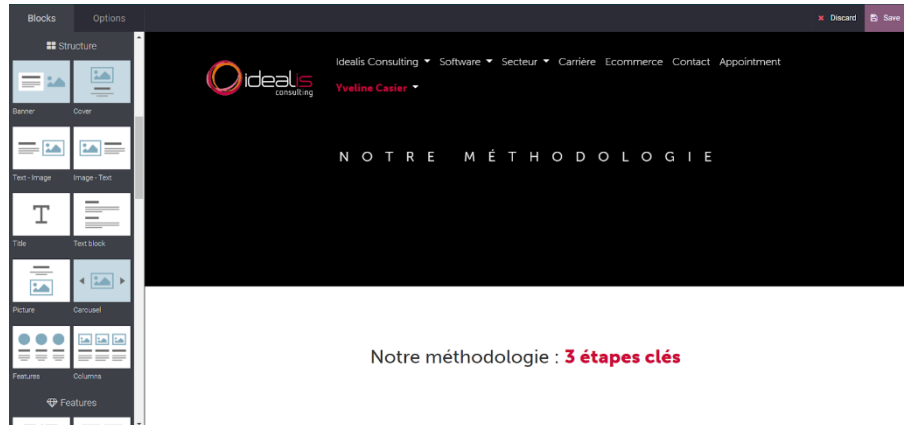 Blocks Options
Discard Save
Structure
Banner Cover
Text - Image Image - Text
Title Text block
Picture Carousel
Features Columns
Features
idealis
consulting
Idealis Consulting Software Secteur Carrière Ecommerce Contact Appointment
Yveline Casier
NOTRE MÉTHODOLOGIE
Notre méthodologie : 3 étapes clés